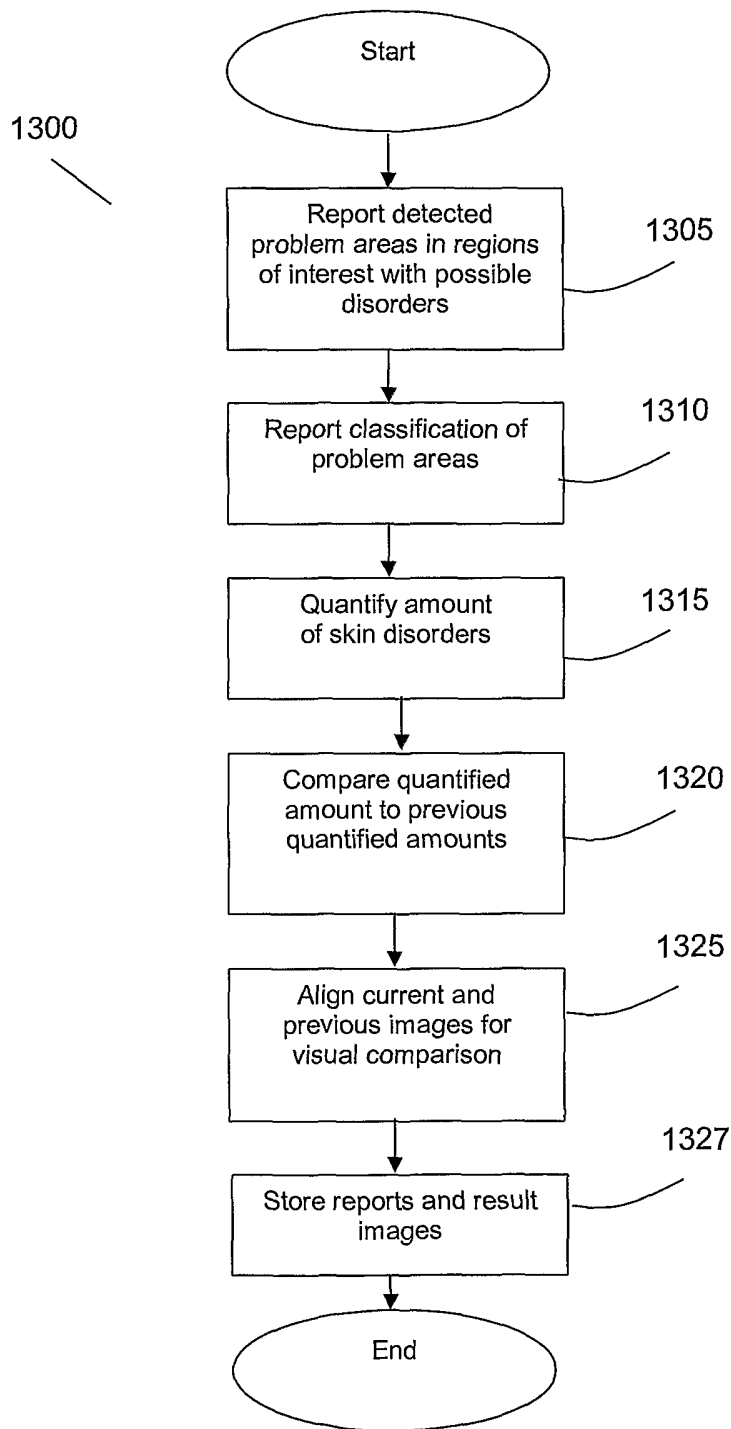 Start
1300
Report detected
problem areas in regions
of interest with possible
disorders
1305
Report classification of
problem areas
1310
Quantify amount
of skin disorders
1315
Compare quantified
amount to previous
quantified amounts
1320
Align current and
previous images for
visual comparison
1325
Store reports and result
images
1327
End